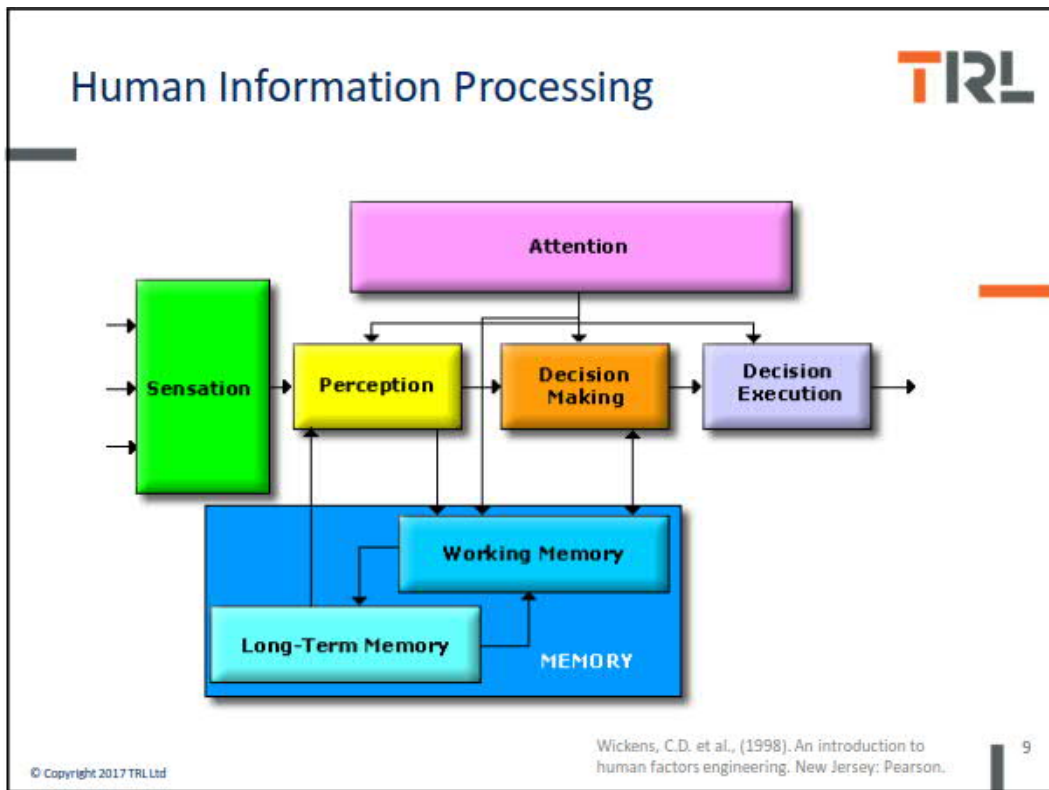 Human Information Processing
TRL
Attention
Sensation
Perception
Decision
Making
Decision
Execution
Working Memory
Long-Term Memory
MEMORY
Wickens, C.D. et al., (1998). An introduction to
human factors engineering. New Jersey: Pearson.
9
© Copyright 2017 TRL Ltd